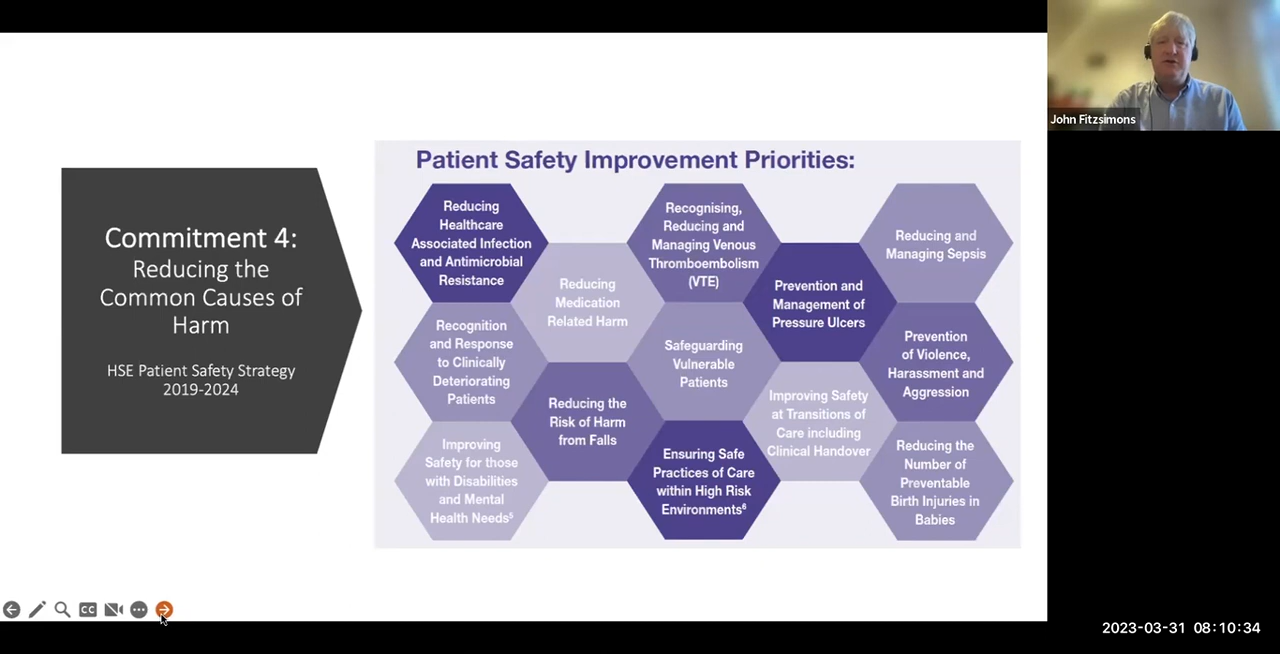 John Fitzsimons
Commitment 4:
Reducing the
Common Causes of
Harm
HSE Patient Safety Strategy
2019-2024
Patient Safety Improvement Priorities:
Reducing
Healthcare
Associated Infection
and Antimicrobial
Resistance
Recognising,
Reducing and
Managing Venous
Thromboembolism
(VTE)
Reducing and
Managing Sepsis
Reducing
Medication
Related Harm
Prevention and
Management of
Pressure Ulcers
Recognition
and Response
to Clinically
Deteriorating
Patients
Safeguarding
Vulnerable
Patients
Prevention
of Violence,
Harassment and
Aggression
Reducing the
Risk of Harm
from Falls
Improving Safety
at Transitions of
Care including
Clinical Handover
Improving
Safety for those
with Disabilities
and Mental
Health Needs⁵
Ensuring Safe
Practices of Care
within High Risk
Environments⁶
Reducing the
Number of
Preventable
Birth Injuries in
Babies
CC
2023-03-31 08:10:34